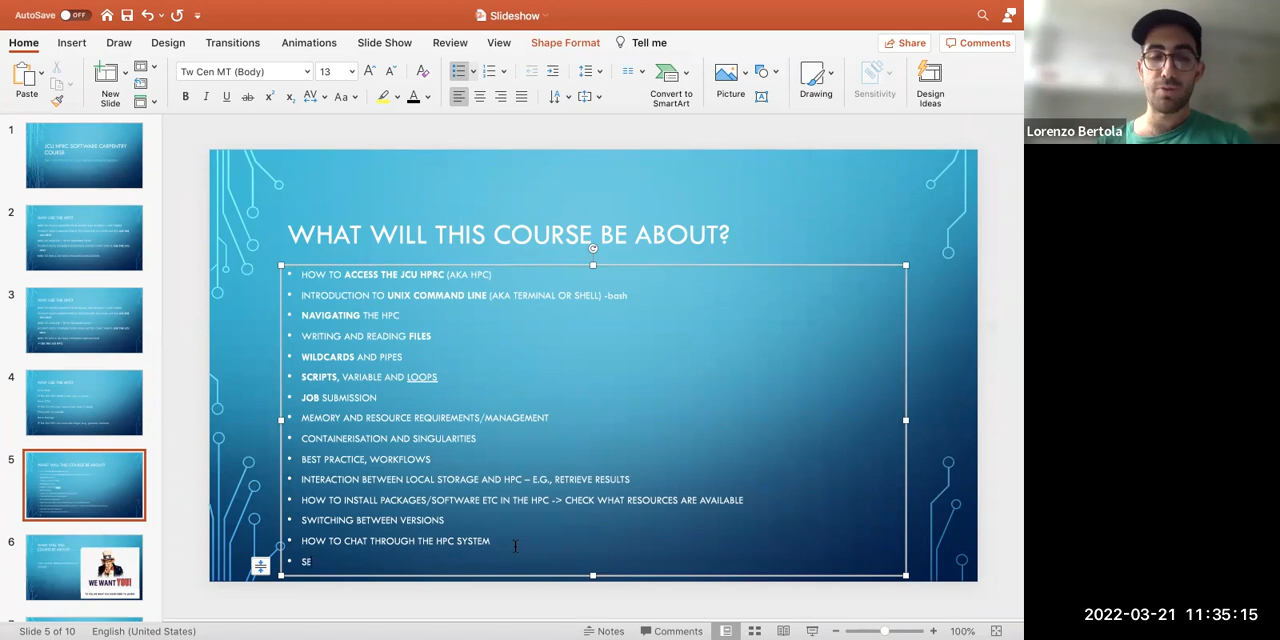 AutoSave OFF
Slideshow
Home Insert Draw Design Transitions Animations Slide Show Review View Shape Format Tell me Share Comments
Tw Cen MT (Body) 13
Paste New Slide Convert to SmartArt Picture Drawing Sensitivity Design Ideas
Lorenzo Bertola
1
JCU HPRC SOFTWARE CARPENTRY
COURSE
2
3
4
5
6
WE WANT YOU!
WHAT WILL THIS COURSE BE ABOUT?
• HOW TO ACCESS THE JCU HPRC (AKA HPC)
• INTRODUCTION TO UNIX COMMAND LINE (AKA TERMINAL OR SHELL) -bash
• NAVIGATING THE HPC
• WRITING AND READING FILES
• WILDCARDS AND PIPES
• SCRIPTS, VARIABLE AND LOOPS
• JOB SUBMISSION
• MEMORY AND RESOURCE REQUIREMENTS/MANAGEMENT
• CONTAINERISATION AND SINGULARITIES
• BEST PRACTICE, WORKFLOWS
• INTERACTION BETWEEN LOCAL STORAGE AND HPC – E.G., RETRIEVE RESULTS
• HOW TO INSTALL PACKAGES/SOFTWARE ETC IN THE HPC -> CHECK WHAT RESOURCES ARE AVAILABLE
• SWITCHING BETWEEN VERSIONS
• HOW TO CHAT THROUGH THE HPC SYSTEM
• SE
2022-03-21 11:35:15
Slide 5 of 10 English (United States) Notes Comments 100%